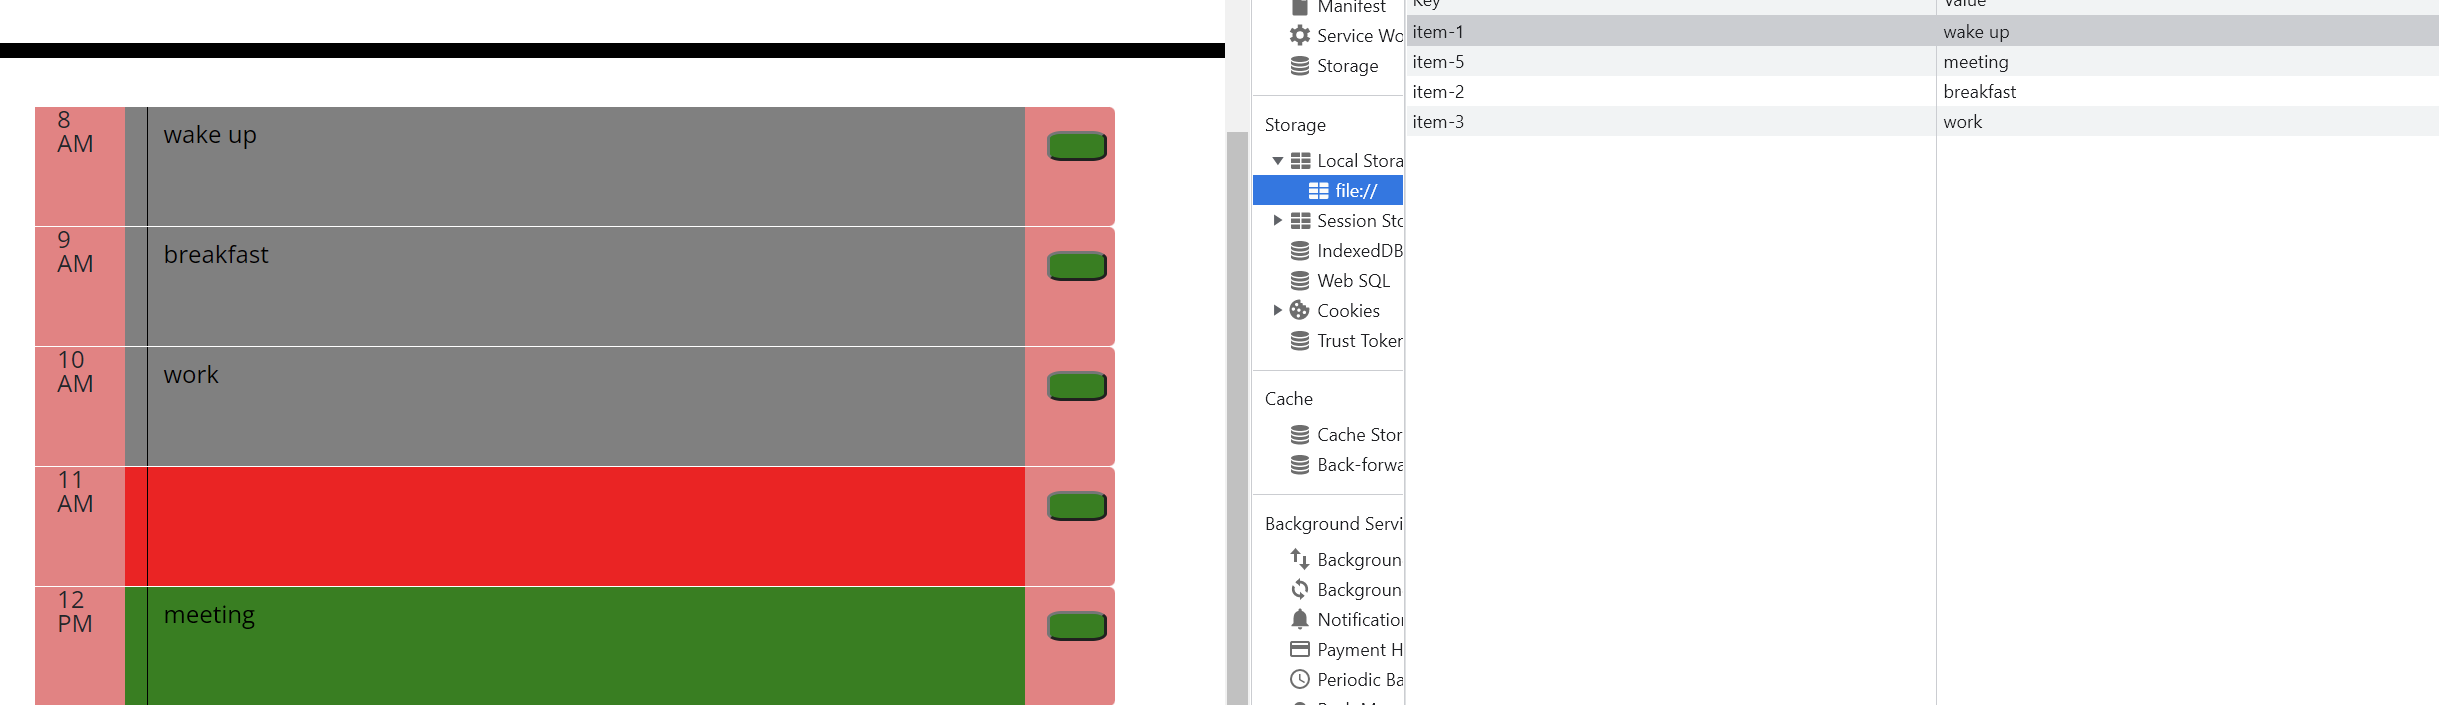 8
AM
wake up
9
AM
breakfast
10
AM
work
11
AM
12
PM
meeting
Manifest
Service Wo
Storage
Storage
Local Stora
file://
Session Sto
IndexedDB
Web SQL
Cookies
Trust Token
Cache
Cache Stor
Back-forwa
Background Servi
Backgroun
Backgroun
Notification
Payment H
Periodic Ba
Key Value
item-1 wake up
item-5 meeting
item-2 breakfast
item-3 work